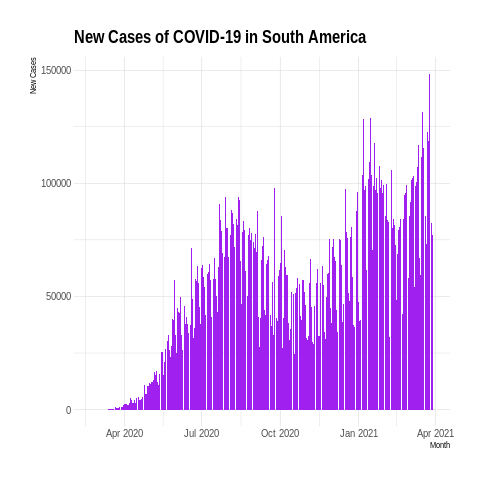 New Cases of COVID-19 in South America
New Cases
150000
100000
50000
0
Apr 2020
Jul 2020
Oct 2020
Jan 2021
Apr 2021
Month